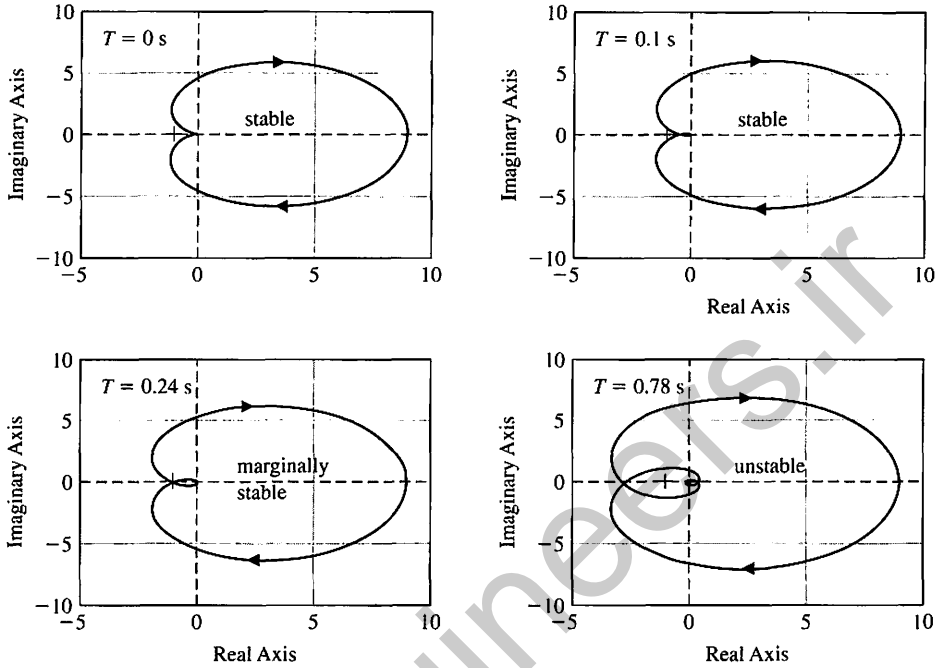 T = 0 s
10
5
0
−5
−10
Imaginary Axis
stable
−5
0
5
10
T = 0.1 s
10
5
0
−5
−10
Imaginary Axis
stable
−5
0
5
10
Real Axis
T = 0.24 s
10
5
0
−5
−10
Imaginary Axis
marginally
stable
−5
0
5
10
Real Axis
T = 0.78 s
10
5
0
−5
−10
Imaginary Axis
unstable
−5
0
5
10
Real Axis
ineers.ir